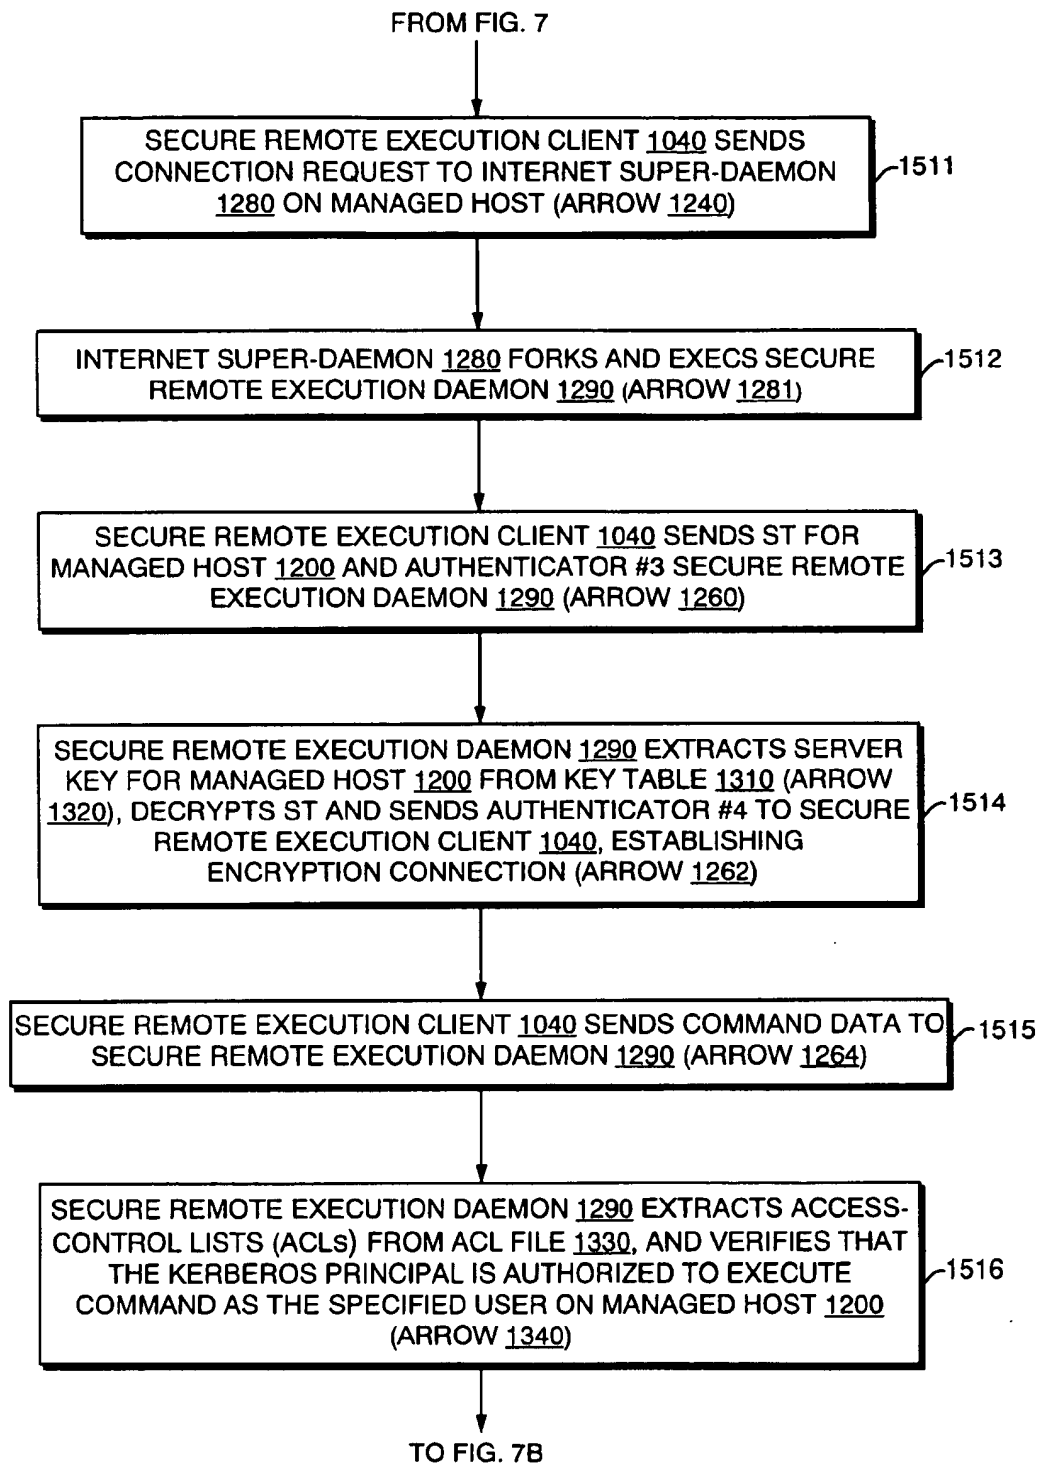 FROM FIG. 7
SECURE REMOTE EXECUTION CLIENT 1040 SENDS
CONNECTION REQUEST TO INTERNET SUPER-DAEMON
1280 ON MANAGED HOST (ARROW 1240)
1511
INTERNET SUPER-DAEMON 1280 FORKS AND EXECS SECURE
REMOTE EXECUTION DAEMON 1290 (ARROW 1281)
1512
SECURE REMOTE EXECUTION CLIENT 1040 SENDS ST FOR
MANAGED HOST 1200 AND AUTHENTICATOR #3 SECURE REMOTE
EXECUTION DAEMON 1290 (ARROW 1260)
1513
SECURE REMOTE EXECUTION DAEMON 1290 EXTRACTS SERVER
KEY FOR MANAGED HOST 1200 FROM KEY TABLE 1310 (ARROW
1320), DECRYPTS ST AND SENDS AUTHENTICATOR #4 TO SECURE
REMOTE EXECUTION CLIENT 1040, ESTABLISHING
ENCRYPTION CONNECTION (ARROW 1262)
1514
SECURE REMOTE EXECUTION CLIENT 1040 SENDS COMMAND DATA TO
SECURE REMOTE EXECUTION DAEMON 1290 (ARROW 1264)
1515
SECURE REMOTE EXECUTION DAEMON 1290 EXTRACTS ACCESS-
CONTROL LISTS (ACLs) FROM ACL FILE 1330, AND VERIFIES THAT
THE KERBEROS PRINCIPAL IS AUTHORIZED TO EXECUTE
COMMAND AS THE SPECIFIED USER ON MANAGED HOST 1200
(ARROW 1340)
1516
TO FIG. 7B